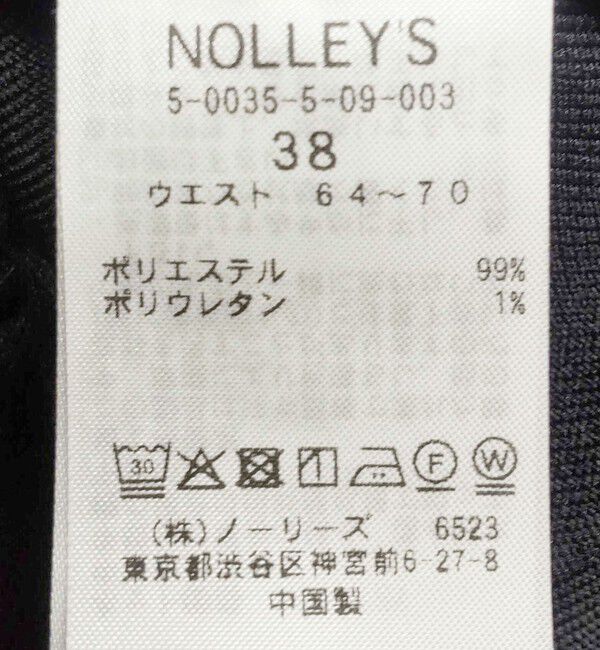 NOLLEY'S
5-0035-5-09-003
38
ウエスト 64～70
ポリエステル 99%
ポリウレタン 1%
30 F W
(株)ノーリーズ 6523
東京都渋谷区神宮前6-27-8
中国製